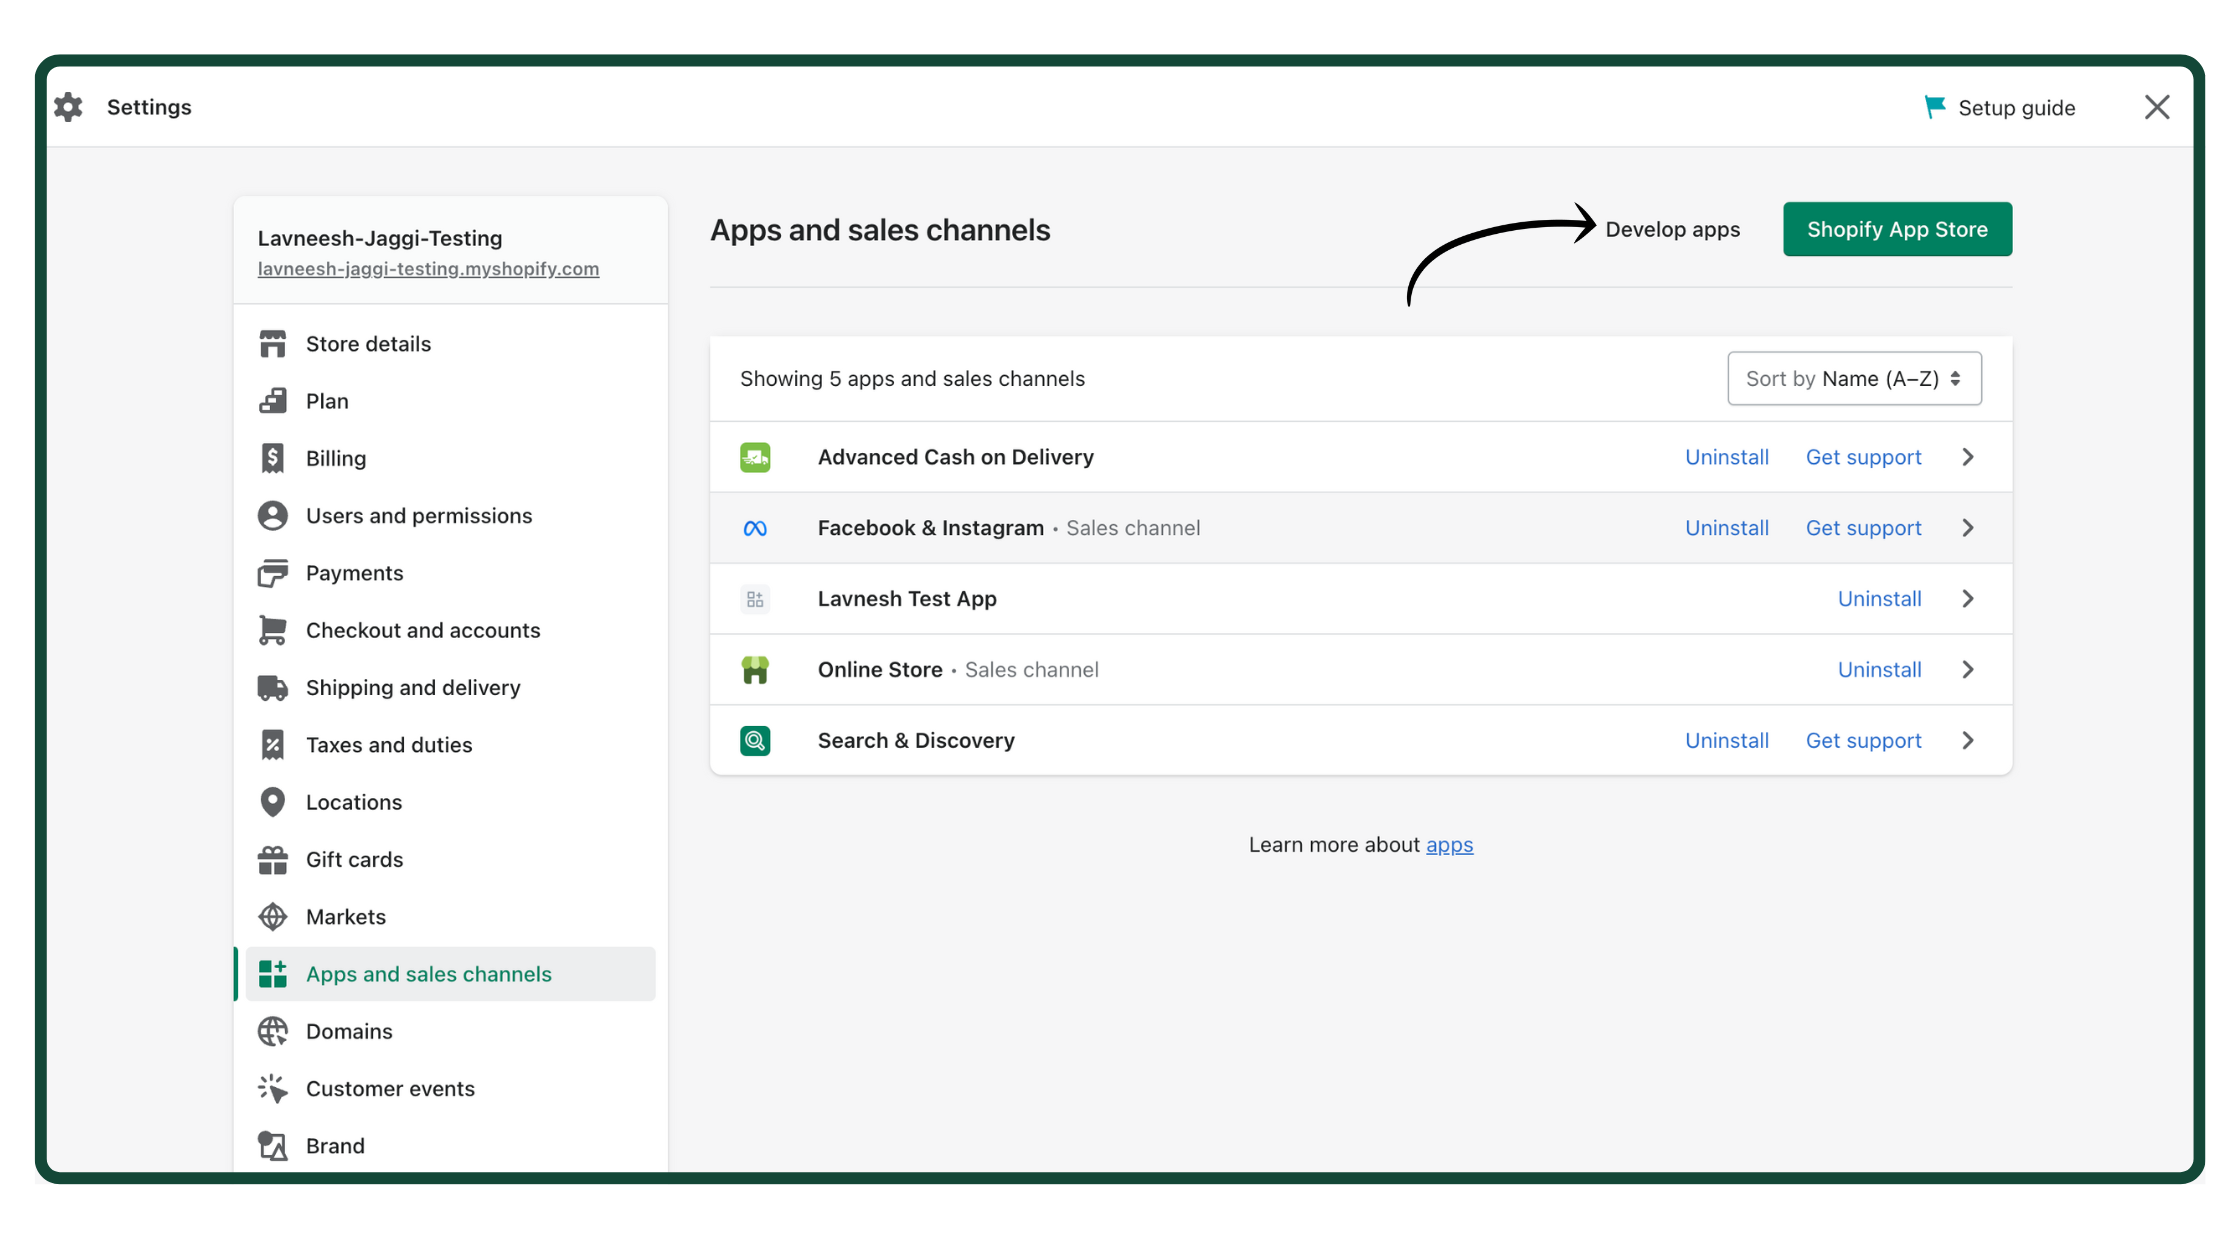 Settings
Setup guide
Lavneesh-Jaggi-Testing
lavneesh-jaggi-testing.myshopify.com
Store details
Plan
Billing
Users and permissions
Payments
Checkout and accounts
Shipping and delivery
Taxes and duties
Locations
Gift cards
Markets
Apps and sales channels
Domains
Customer events
Brand
Apps and sales channels
Develop apps
Shopify App Store
Showing 5 apps and sales channels
Sort by Name (A–Z)
Advanced Cash on Delivery Uninstall Get support
Facebook & Instagram • Sales channel Uninstall Get support
Lavnesh Test App Uninstall
Online Store • Sales channel Uninstall
Search & Discovery Uninstall Get support
Learn more about apps